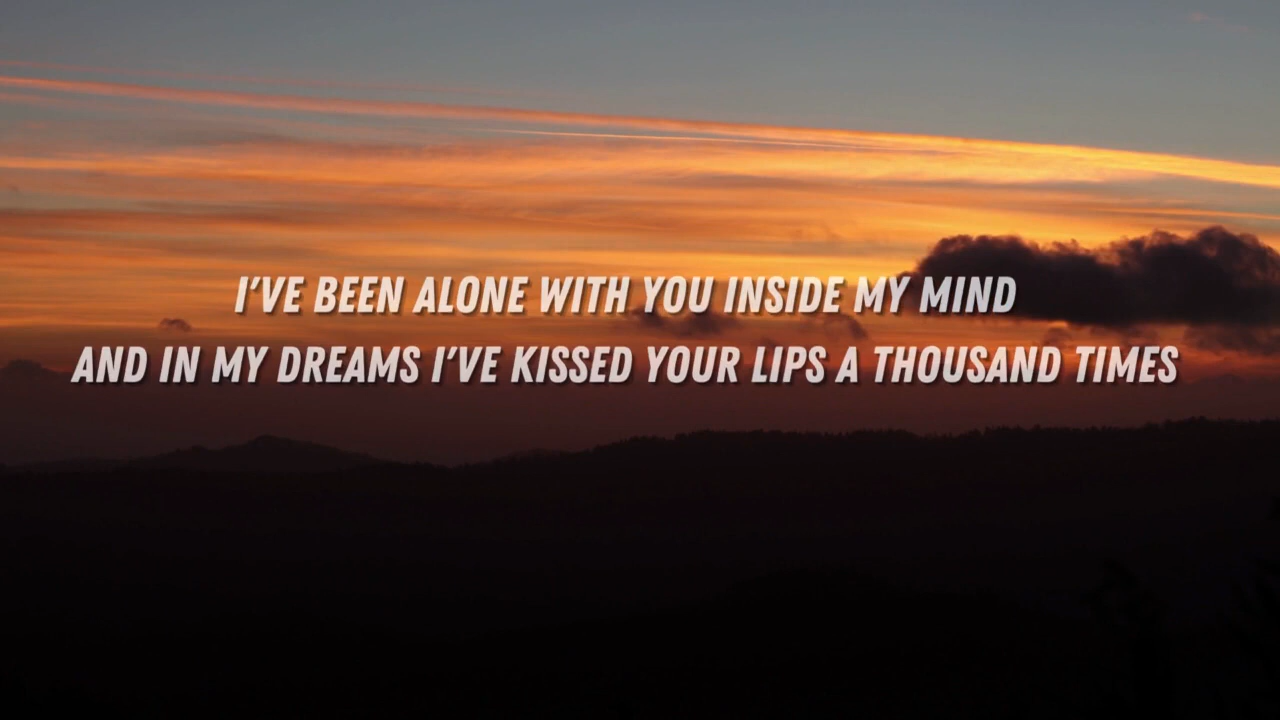 I'VE BEEN ALONE WITH YOU INSIDE MY MIND
AND IN MY DREAMS I'VE KISSED YOUR LIPS A THOUSAND TIMES